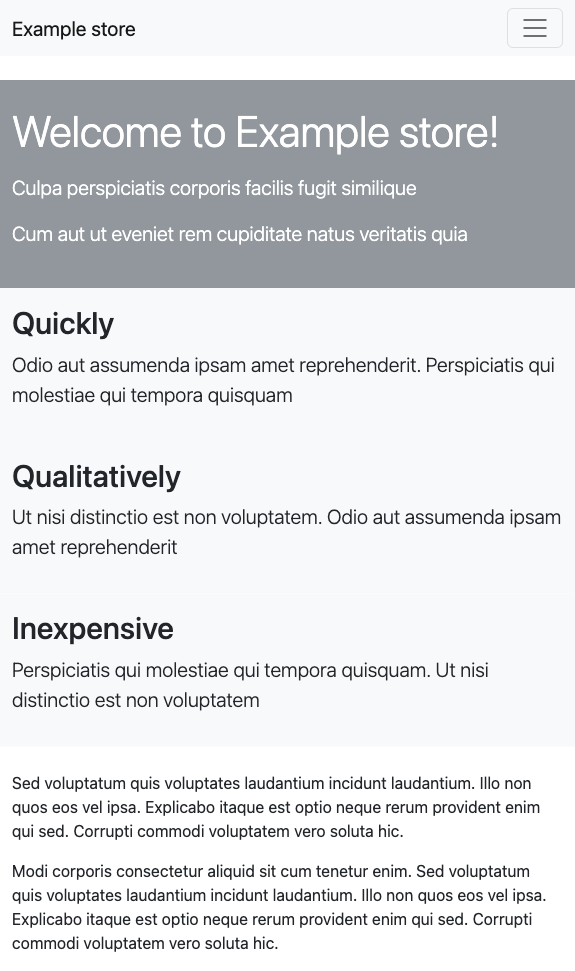 Example store
Welcome to Example store!
Culpa perspiciatis corporis facilis fugit similique
Cum aut ut eveniet rem cupiditate natus veritatis quia
Quickly
Odio aut assumenda ipsam amet reprehenderit. Perspiciatis qui
molestiae qui tempora quisquam
Qualitatively
Ut nisi distinctio est non voluptatem. Odio aut assumenda ipsam
amet reprehenderit
Inexpensive
Perspiciatis qui molestiae qui tempora quisquam. Ut nisi
distinctio est non voluptatem
Sed voluptatum quis voluptates laudantium incidunt laudantium. Illo non
quos eos vel ipsa. Explicabo itaque est optio neque rerum provident enim
qui sed. Corrupti commodi voluptatem vero soluta hic.
Modi corporis consectetur aliquid sit cum tenetur enim. Sed voluptatum
quis voluptates laudantium incidunt laudantium. Illo non quos eos vel ipsa.
Explicabo itaque est optio neque rerum provident enim qui sed. Corrupti
commodi voluptatem vero soluta hic.